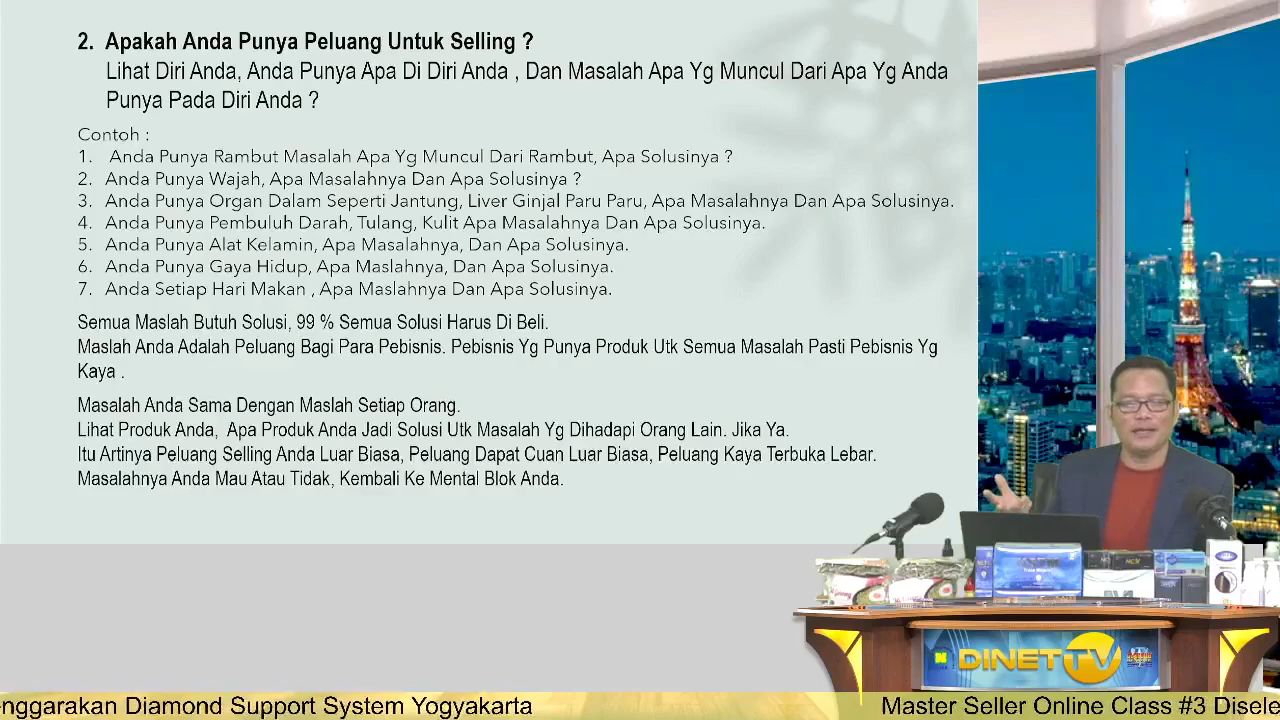 2. Apakah Anda Punya Peluang Untuk Selling ?
Lihat Diri Anda, Anda Punya Apa Di Diri Anda , Dan Masalah Apa Yg Muncul Dari Apa Yg Anda
Punya Pada Diri Anda ?
Contoh :
1. Anda Punya Rambut Masalah Apa Yg Muncul Dari Rambut, Apa Solusinya ?
2. Anda Punya Wajah, Apa Masalahnya Dan Apa Solusinya ?
3. Anda Punya Organ Dalam Seperti Jantung, Liver Ginjal Paru Paru, Apa Masalahnya Dan Apa Solusinya.
4. Anda Punya Pembuluh Darah, Tulang, Kulit Apa Masalahnya Dan Apa Solusinya.
5. Anda Punya Alat Kelamin, Apa Masalahnya, Dan Apa Solusinya.
6. Anda Punya Gaya Hidup, Apa Maslahnya, Dan Apa Solusinya.
7. Anda Setiap Hari Makan , Apa Maslahnya Dan Apa Solusinya.
Semua Maslah Butuh Solusi, 99 % Semua Solusi Harus Di Beli.
Maslah Anda Adalah Peluang Bagi Para Pebisnis. Pebisnis Yg Punya Produk Utk Semua Masalah Pasti Pebisnis Yg
Kaya .
Masalah Anda Sama Dengan Maslah Setiap Orang.
Lihat Produk Anda, Apa Produk Anda Jadi Solusi Utk Masalah Yg Dihadapi Orang Lain. Jika Ya.
Itu Artinya Peluang Selling Anda Luar Biasa, Peluang Dapat Cuan Luar Biasa, Peluang Kaya Terbuka Lebar.
Masalahnya Anda Mau Atau Tidak, Kembali Ke Mental Blok Anda.
DINET TV
nggarakan Diamond Support System Yogyakarta
Master Seller Online Class #3 Disele